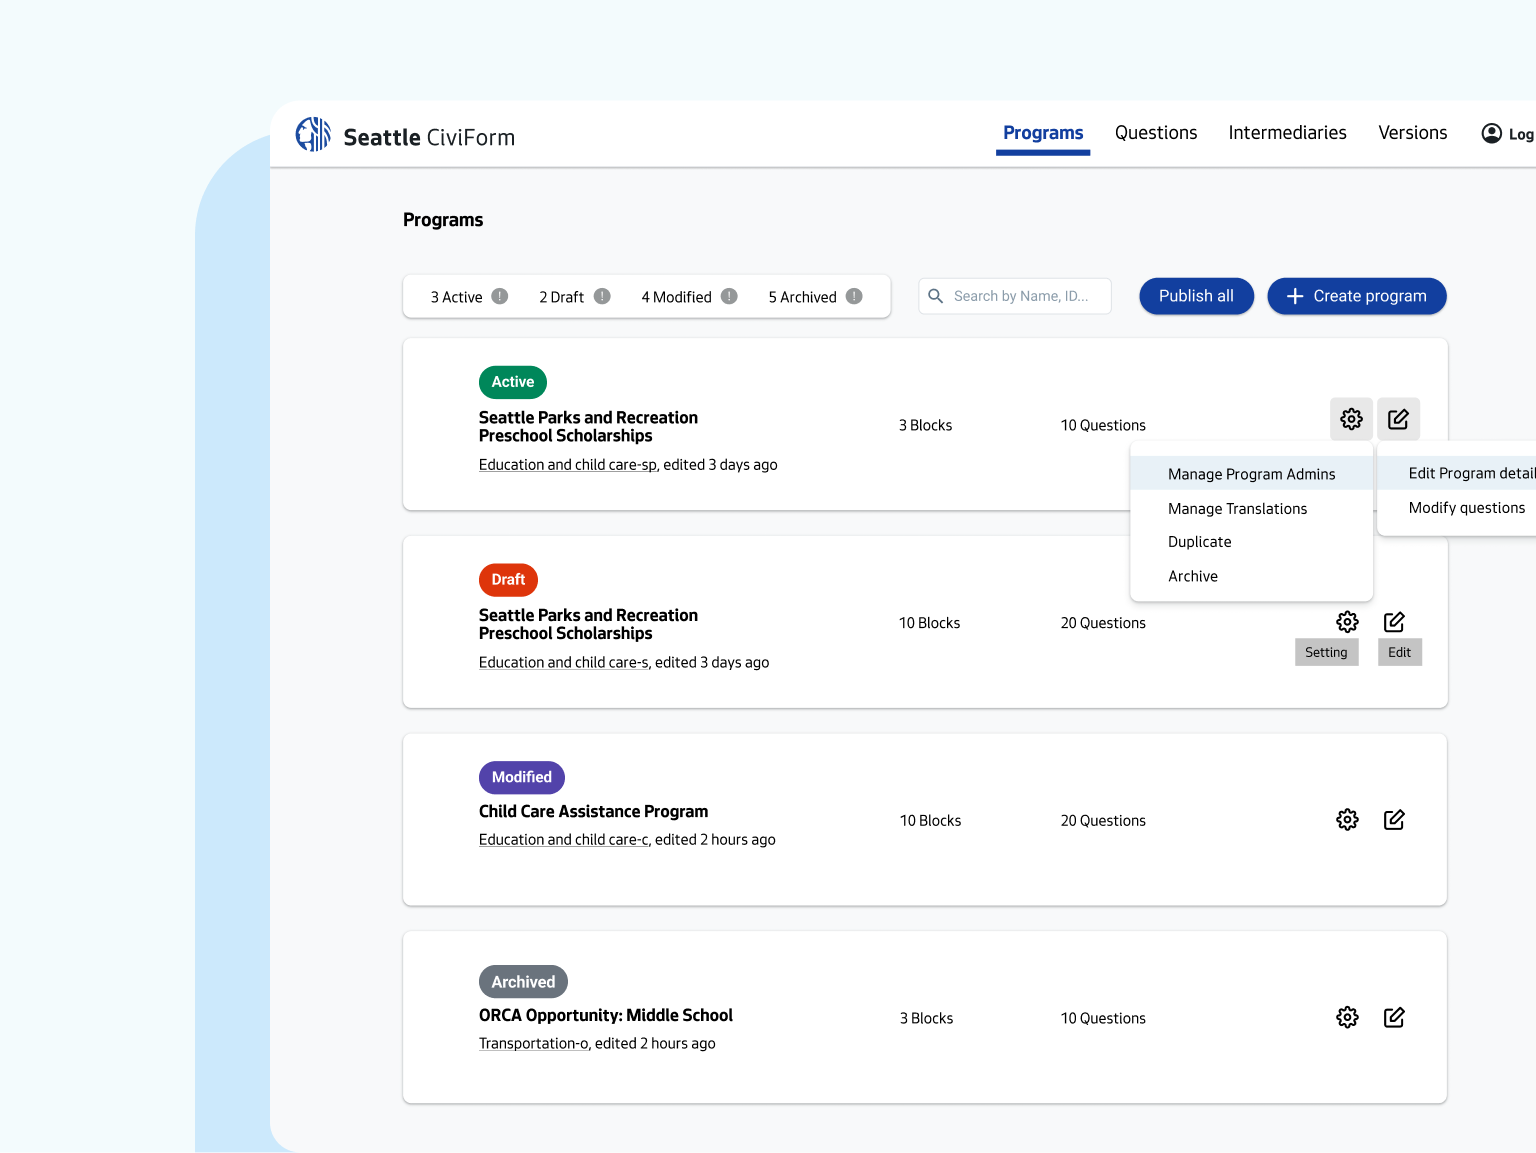 Seattle CiviForm
Programs
Questions
Intermediaries
Versions
Log
Programs
3 Active
2 Draft
4 Modified
5 Archived
Search by Name, ID...
Publish all
Create program
Active
Seattle Parks and Recreation
Preschool Scholarships
Education and child care-sp, edited 3 days ago
3 Blocks
10 Questions
Manage Program Admins
Manage Translations
Duplicate
Archive
Edit Program detail
Modify questions
Draft
Seattle Parks and Recreation
Preschool Scholarships
Education and child care-s, edited 3 days ago
10 Blocks
20 Questions
Setting
Edit
Modified
Child Care Assistance Program
Education and child care-c, edited 2 hours ago
10 Blocks
20 Questions
Archived
ORCA Opportunity: Middle School
Transportation-o, edited 2 hours ago
3 Blocks
10 Questions